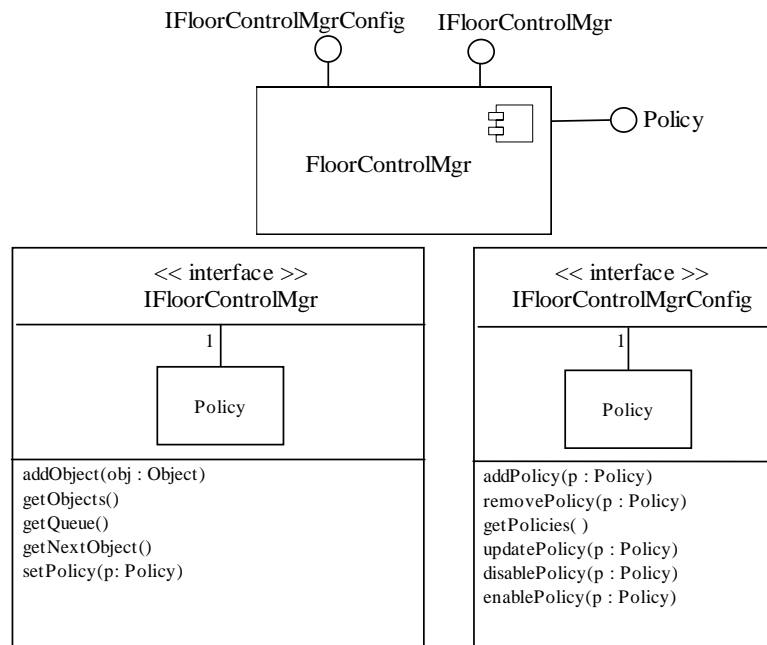 IFloorControlMgrConfig
IFloorControlMgr
Policy
FloorControlMgr
<< interface >>
IFloorControlMgr
1
Policy
addObject(obj : Object)
getObjects()
getQueue()
getNextObject()
setPolicy(p: Policy)
<< interface >>
IFloorControlMgrConfig
1
Policy
addPolicy(p : Policy)
removePolicy(p : Policy)
getPolicies( )
updatePolicy(p : Policy)
disablePolicy(p : Policy)
enablePolicy(p : Policy)